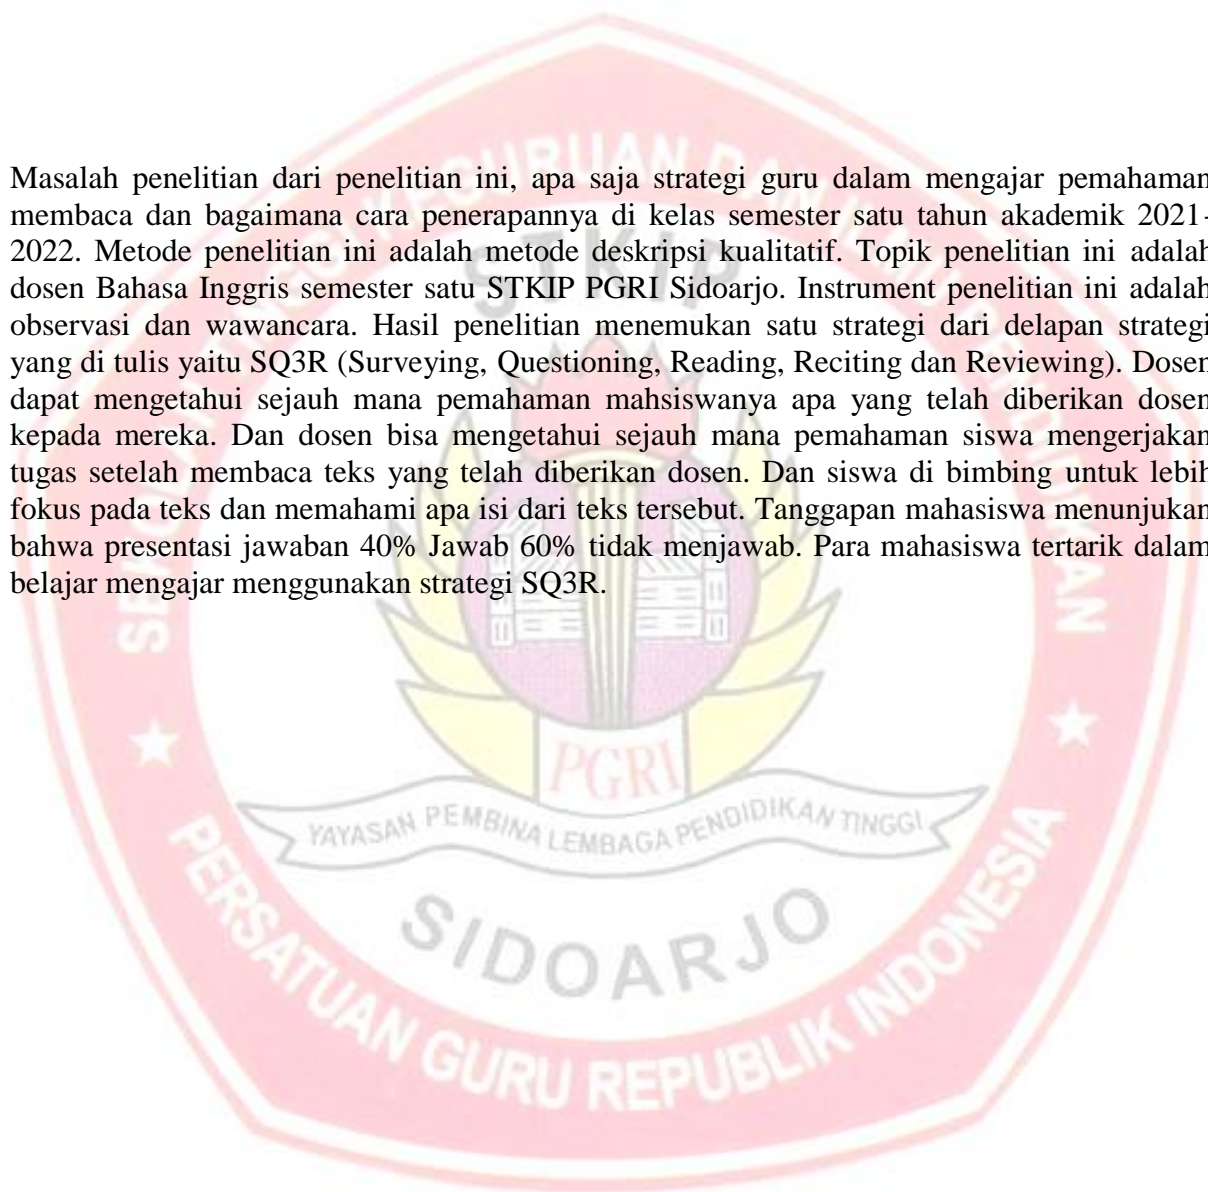 Masalah penelitian dari penelitian ini, apa saja strategi guru dalam mengajar pemahaman
membaca dan bagaimana cara penerapannya di kelas semester satu tahun akademik 2021-
2022. Metode penelitian ini adalah metode deskripsi kualitatif. Topik penelitian ini adalah
dosen Bahasa Inggris semester satu STKIP PGRI Sidoarjo. Instrument penelitian ini adalah
observasi dan wawancara. Hasil penelitian menemukan satu strategi dari delapan strategi
yang di tulis yaitu SQ3R (Surveying, Questioning, Reading, Reciting dan Reviewing). Dosen
dapat mengetahui sejauh mana pemahaman mahsiswanya apa yang telah diberikan dosen
kepada mereka. Dan dosen bisa mengetahui sejauh mana pemahaman siswa mengerjakan
tugas setelah membaca teks yang telah diberikan dosen. Dan siswa di bimbing untuk lebih
fokus pada teks dan memahami apa isi dari teks tersebut. Tanggapan mahasiswa menunjukan
bahwa presentasi jawaban 40% Jawab 60% tidak menjawab. Para mahasiswa tertarik dalam
belajar mengajar menggunakan strategi SQ3R.
STKIP
PGRI
YAYASAN PEMBINA LEMBAGA PENDIDIKAN TINGGI
SIDOARJO
PERSATUAN GURU REPUBLIK INDONESIA